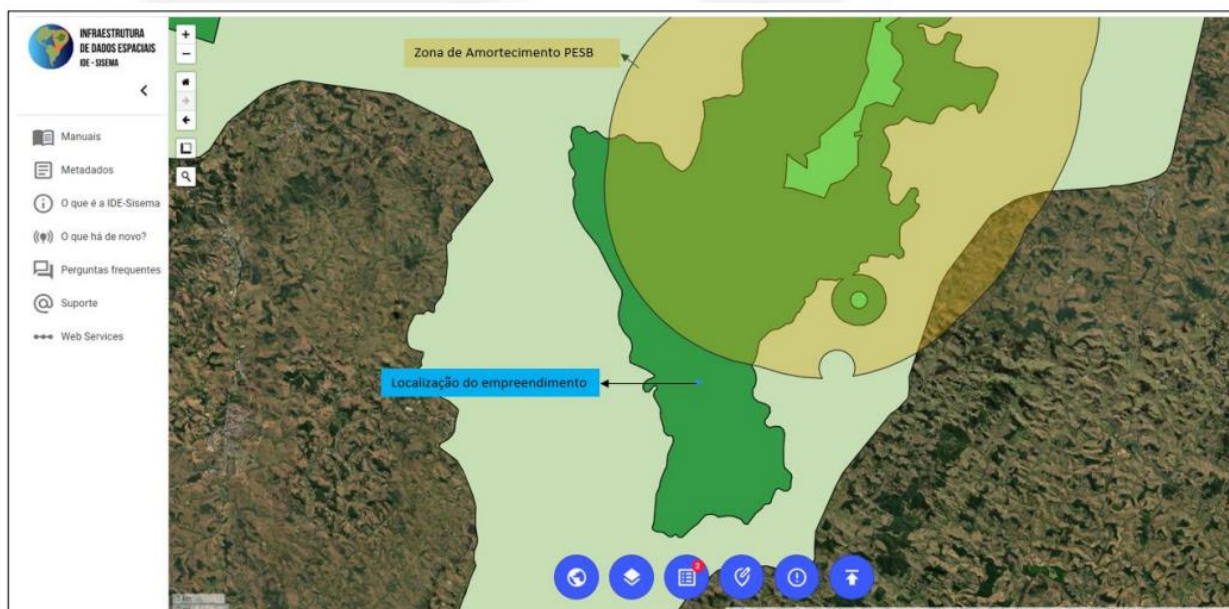 INFRAESTRUTURA
DE DADOS ESPACIAIS
IDE - SISEMA
Manuais
Metadados
O que é a IDE-Sisema
O que há de novo?
Perguntas frequentes
Suporte
Web Services
Zona de Amortecimento PESB
Localização do empreendimento
2